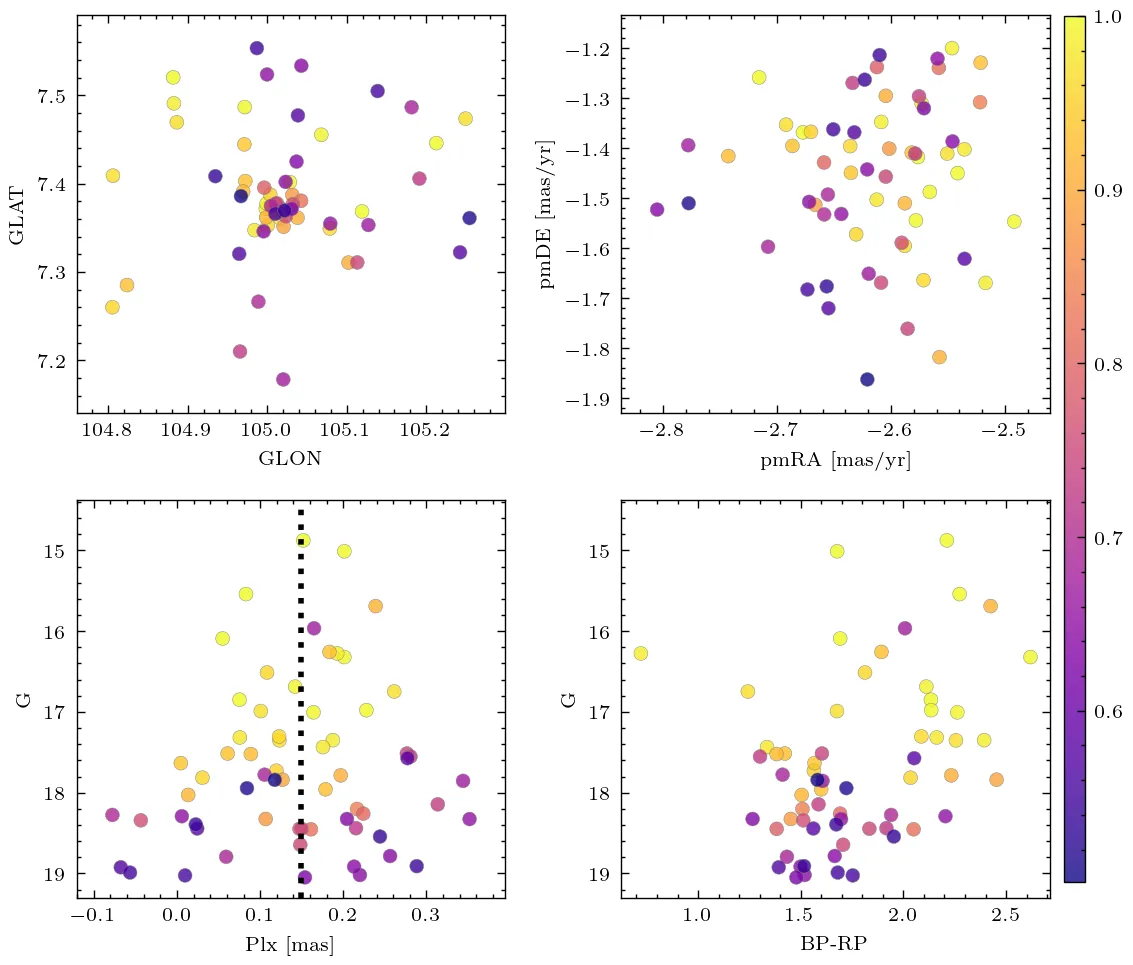 7.5
7.4
7.3
7.2
GLAT
104.8 104.9 105.0 105.1 105.2
GLON
−1.2
−1.3
−1.4
−1.5
−1.6
−1.7
−1.8
−1.9
pmDE [mas/yr]
−2.8 −2.7 −2.6 −2.5
pmRA [mas/yr]
15
16
17
18
19
G
−0.1 0.0 0.1 0.2 0.3
Plx [mas]
15
16
17
18
19
G
1.0 1.5 2.0 2.5
BP-RP
1.0
0.9
0.8
0.7
0.6